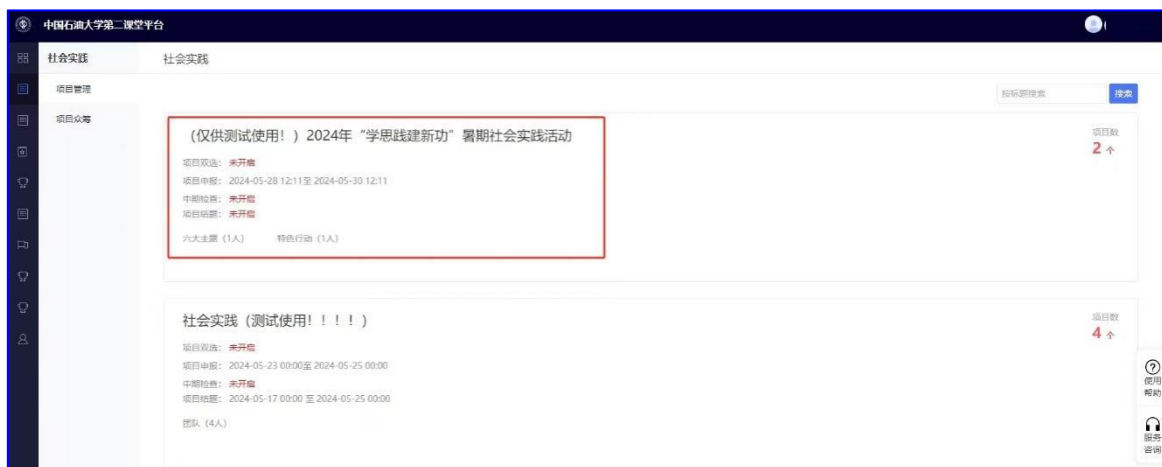 中国石油大学第二课堂平台
社会实践
社会实践
项目管理
项目众筹
按标题搜索
搜索
（仅供测试使用！）2024年“学思践建新功”暑期社会实践活动
项目双选： 未开启
项目申报： 2024-05-28 12:11至 2024-05-30 12:11
中期检查： 未开启
项目结题： 未开启
六大主题（1人） 特色行动（1人）
项目数
2 个
社会实践（测试使用！！！！）
项目双选： 未开启
项目申报： 2024-05-23 00:00至 2024-05-25 00:00
中期检查： 未开启
项目结题： 2024-05-17 00:00 至 2024-05-25 00:00
团队（4人）
项目数
4 个
使用
帮助
服务
咨询